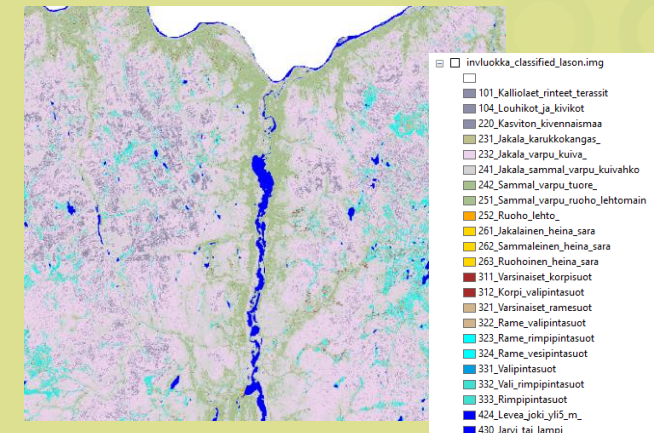 invluokka_classified_lason.img
101_Kalliolaet_rinteet_terassit
104_Louhikot_ja_kivikot
220_Kasviton_kivennaismaa
231_Jakala_karukkokangas_
232_Jakala_varpu_kuiva_
241_Jakala_sammal_varpu_kuivahko
242_Sammal_varpu_tuore_
251_Sammal_varpu_ruoho_lehtomain
252_Ruoho_lehto_
261_Jakalainen_heina_sara
262_Sammaleinen_heina_sara
263_Ruohoinen_heina_sara
311_Varsinaiset_korpisuot
312_Korpi_valipintasuot
321_Varsinaiset_ramesuot
322_Rame_valipintasuot
323_Rame_rimpipintasuot
324_Rame_vesipintasuot
331_Valipintasuot
332_Vali_rimpipintasuot
333_Rimpipintasuot
424_Levea_joki_yli5_m_
430_Jarvi_tai_lampi